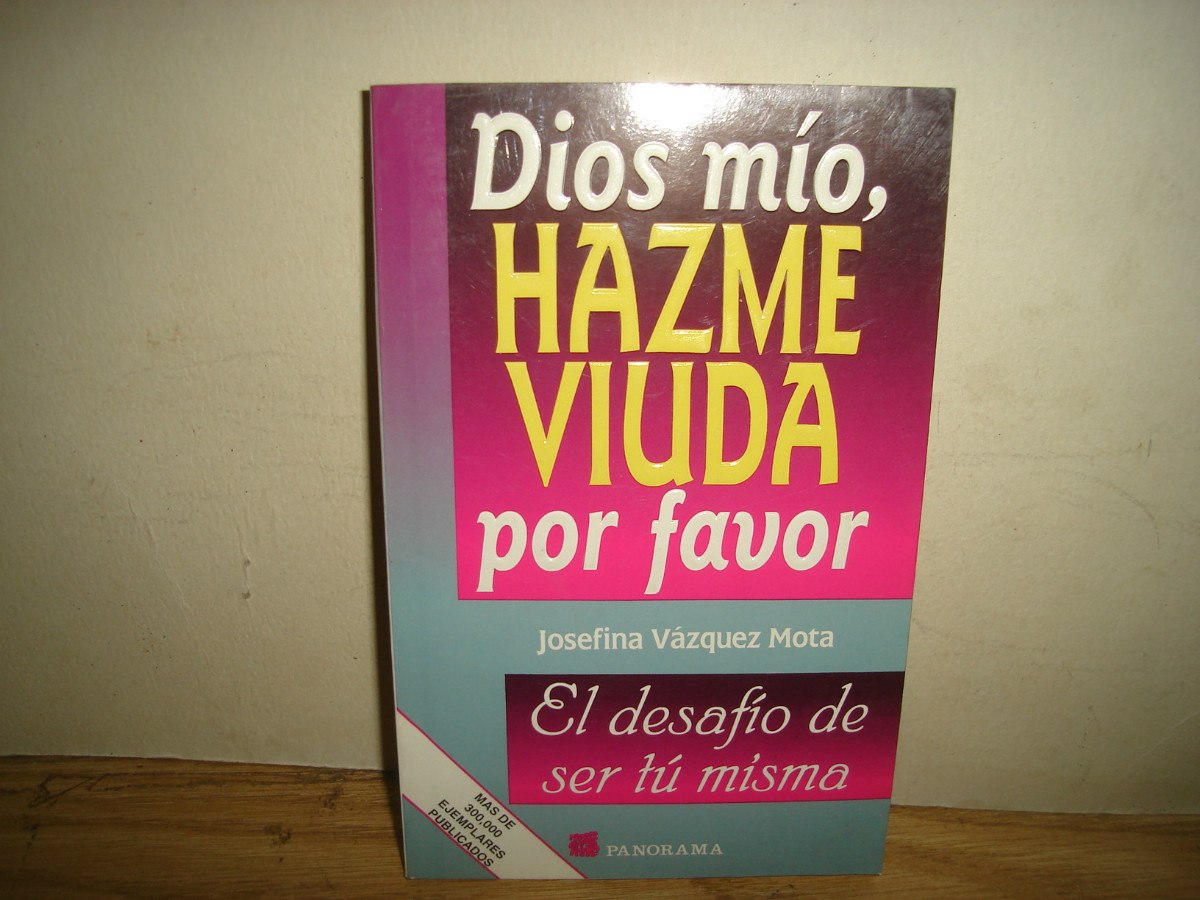 Dios mío,
HAZME
VIUDA
por favor
Josefina Vázquez Mota
El desafío de
ser tú misma
MAS DE
300,000
EJEMPLARES
PUBLICADOS
PANORAMA